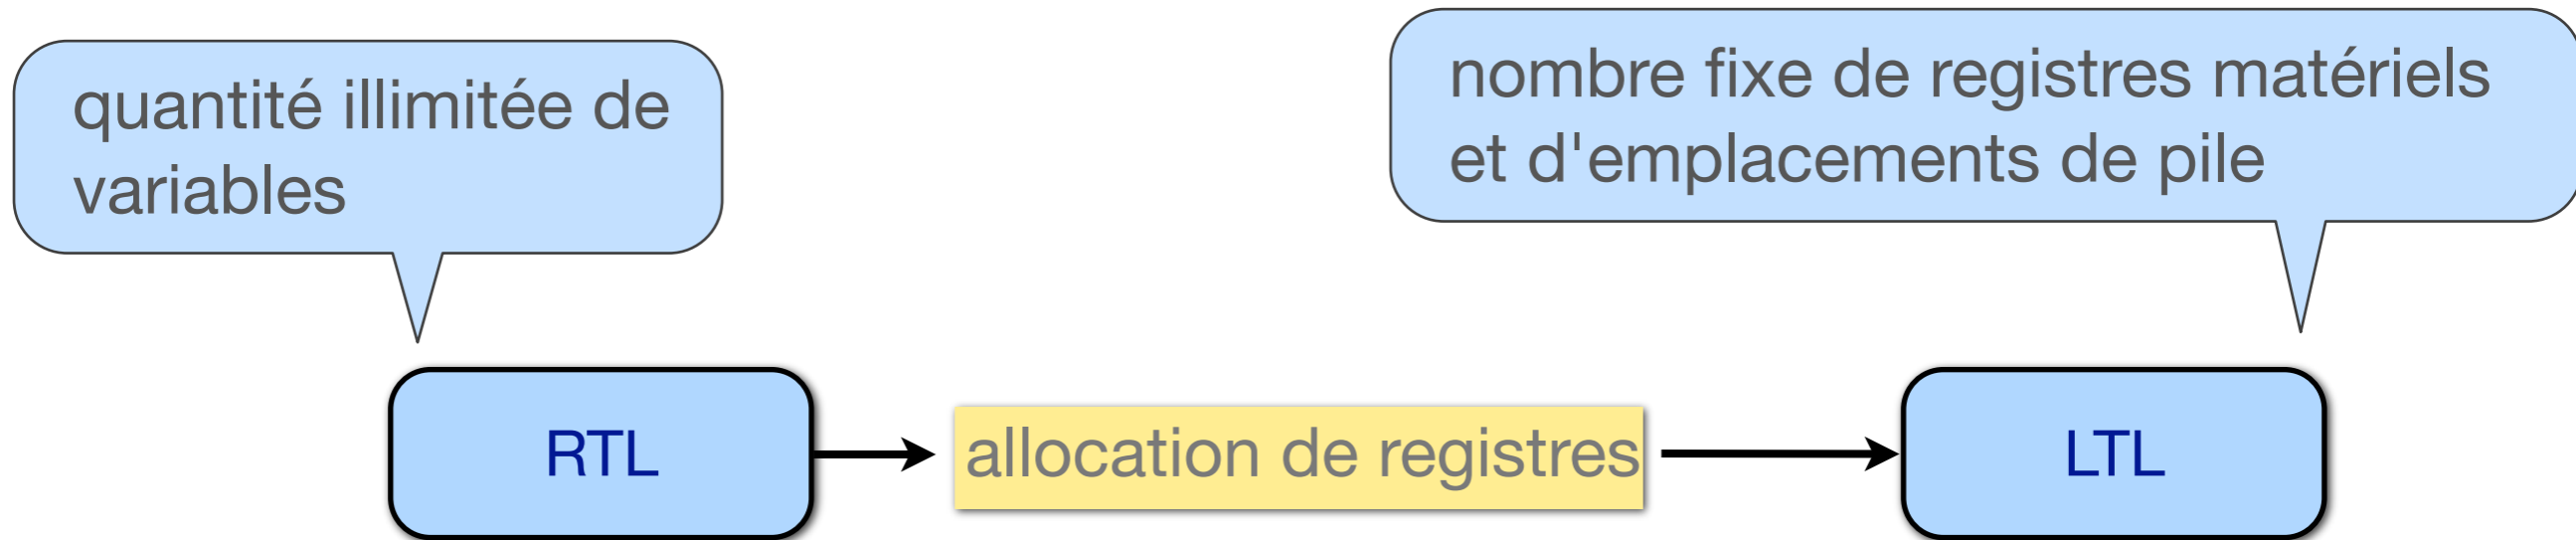 quantité illimitée de
variables
nombre fixe de registres matériels
et d'emplacements de pile
RTL
allocation de registres
LTL